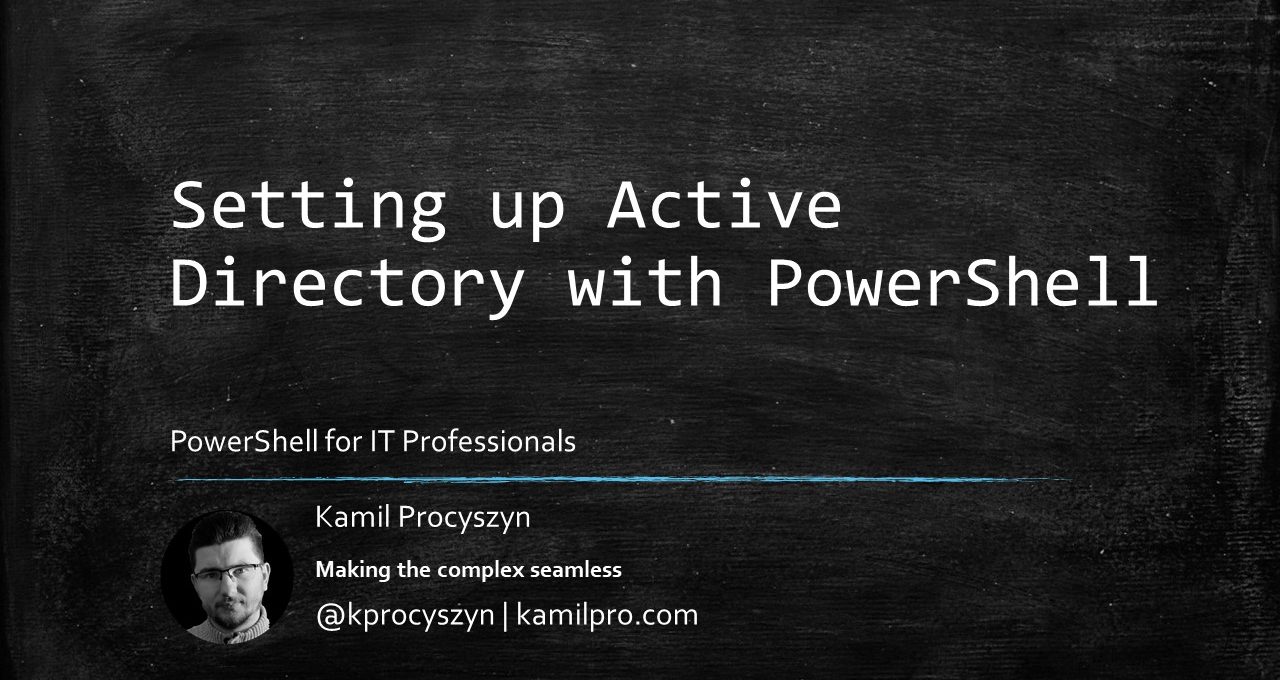 Setting up Active
Directory with PowerShell
PowerShell for IT Professionals
Kamil Procyszyn
Making the complex seamless
@kprocyszyn | kamilpro.com